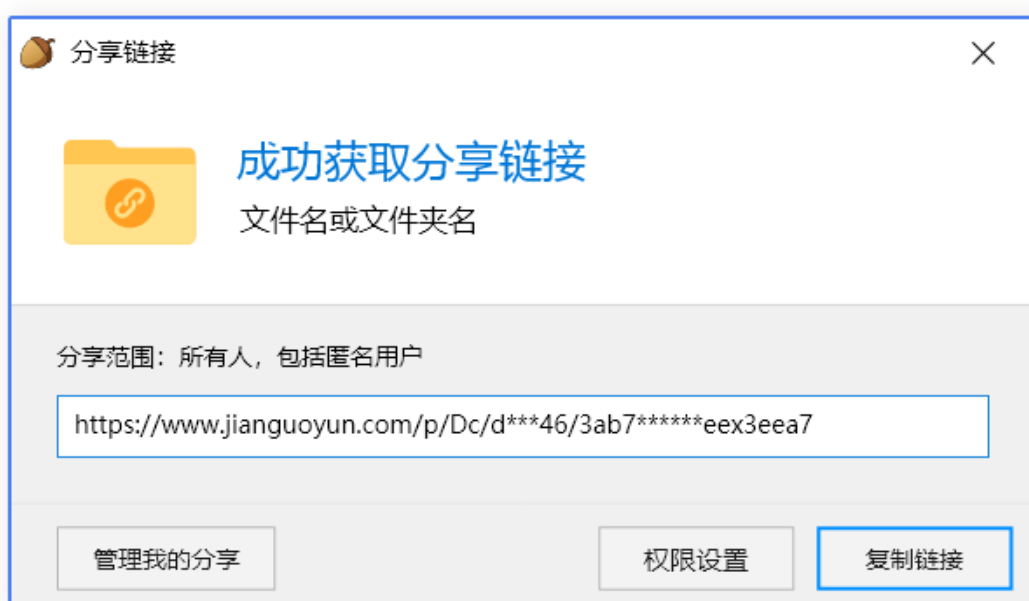 分享链接
成功获取分享链接
文件名或文件夹名
分享范围：所有人，包括匿名用户
https://www.jianguoyun.com/p/Dc/d***46/3ab7******eex3eea7
管理我的分享 权限设置 复制链接